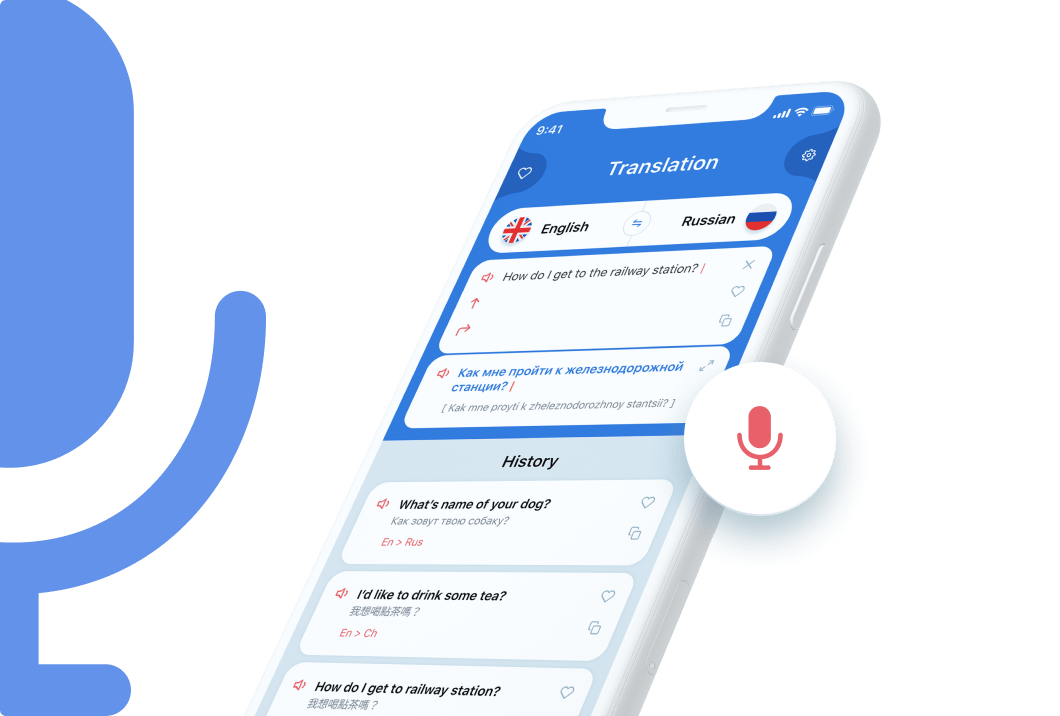 9:41
Translation
English
Russian
How do I get to the railway station?
Как мне пройти к железнодорожной
станции?
[ Kak mne proyti k zheleznodorozhnoy stantsii? ]
History
What's name of your dog?
Как зовут твою собаку?
En > Rus
I'd like to drink some tea?
我想喝點茶嗎？
En > Ch
How do I get to railway station?
我想喝點茶嗎？